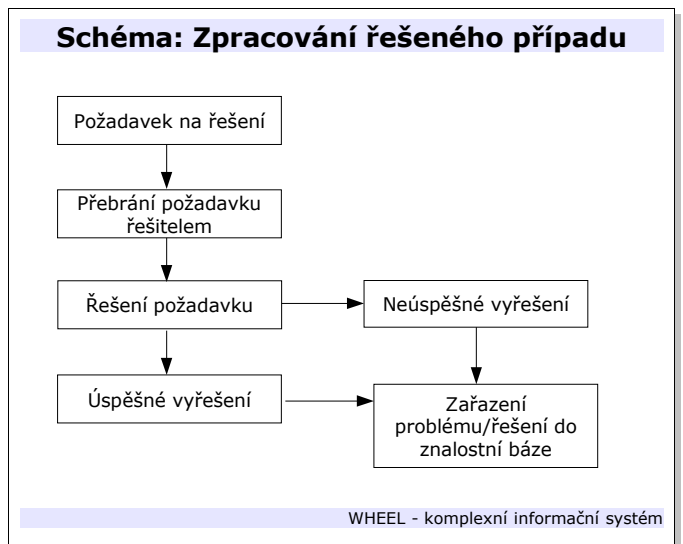 Schéma: Zpracování řešeného případu
Požadavek na řešení
Přebrání požadavku
řešitelem
Řešení požadavku
Neúspěšné vyřešení
Úspěšné vyřešení
Zařazení
problému/řešení do
znalostní báze
WHEEL - komplexní informační systém